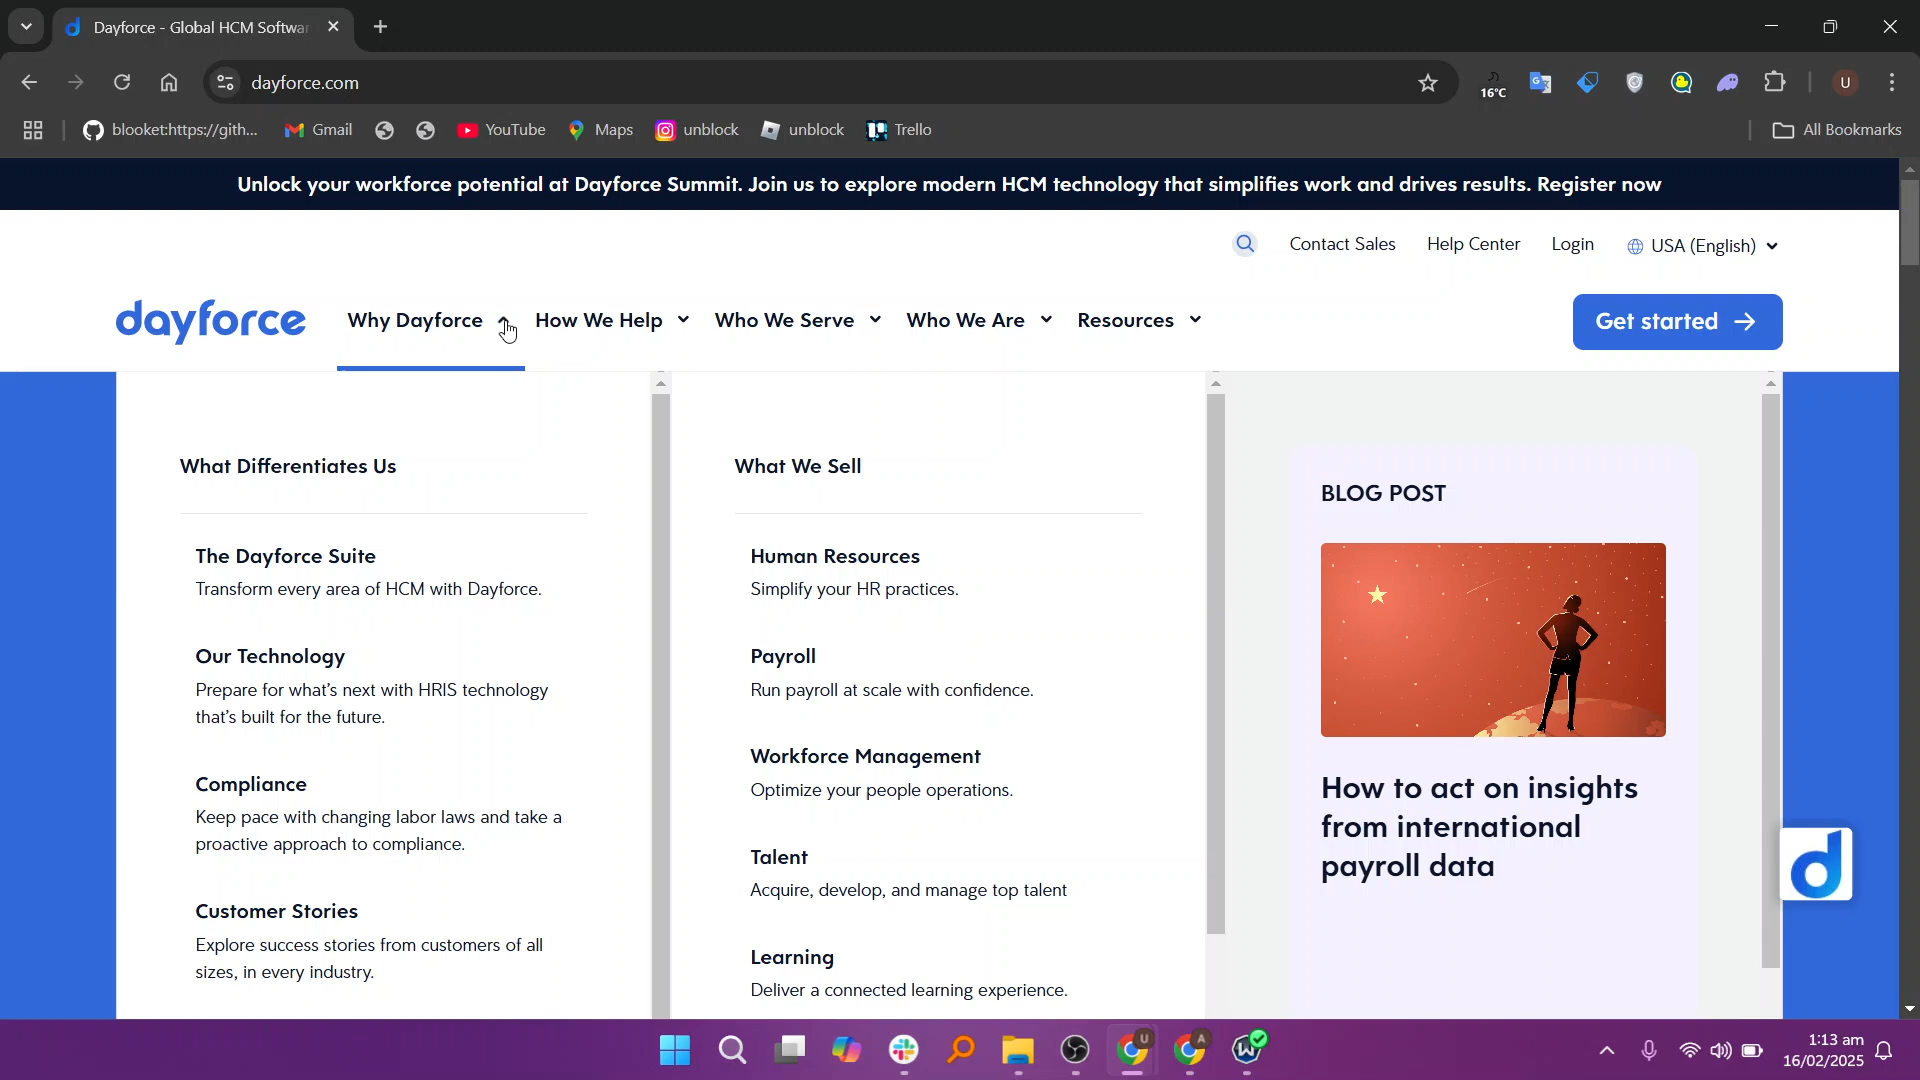 Dayforce - Global HCM Softwar
dayforce.com
16°C
U
blooket:https://gith...
Gmail
YouTube
Maps
unblock
unblock
Trello
All Bookmarks
Unlock your workforce potential at Dayforce Summit. Join us to explore modern HCM technology that simplifies work and drives results. Register now
Contact Sales
Help Center
Login
USA (English)
dayforce
Why Dayforce
How We Help
Who We Serve
Who We Are
Resources
Get started
What Differentiates Us
The Dayforce Suite
Transform every area of HCM with Dayforce.
Our Technology
Prepare for what's next with HRIS technology
that's built for the future.
Compliance
Keep pace with changing labor laws and take a
proactive approach to compliance.
Customer Stories
Explore success stories from customers of all
sizes, in every industry.
What We Sell
Human Resources
Simplify your HR practices.
Payroll
Run payroll at scale with confidence.
Workforce Management
Optimize your people operations.
Talent
Acquire, develop, and manage top talent
Learning
Deliver a connected learning experience.
BLOG POST
How to act on insights
from international
payroll data
d
U
A
W
1:13 am
16/02/2025